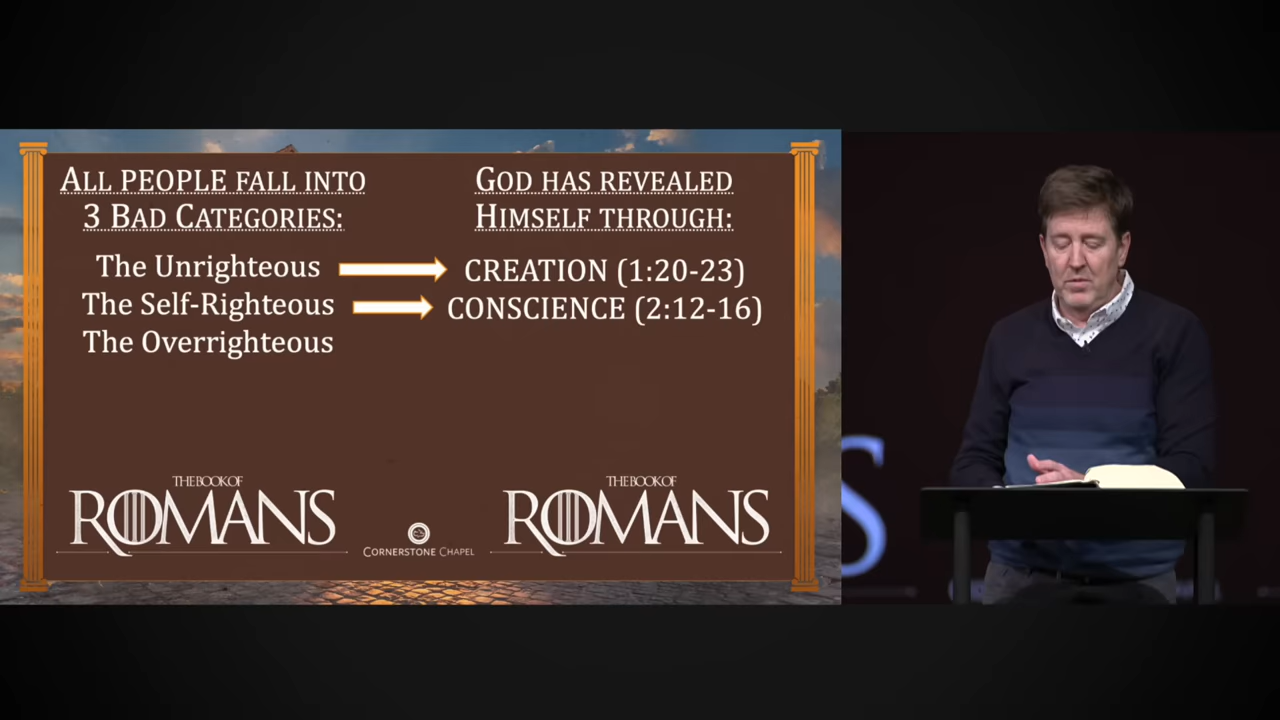 ALL PEOPLE FALL INTO
3 BAD CATEGORIES:
The Unrighteous
The Self-Righteous
The Overrighteous
GOD HAS REVEALED
HIMSELF THROUGH:
CREATION (1:20-23)
CONSCIENCE (2:12-16)
THE BOOK OF
ROMANS
CORNERSTONE CHAPEL
THE BOOK OF
ROMANS
S